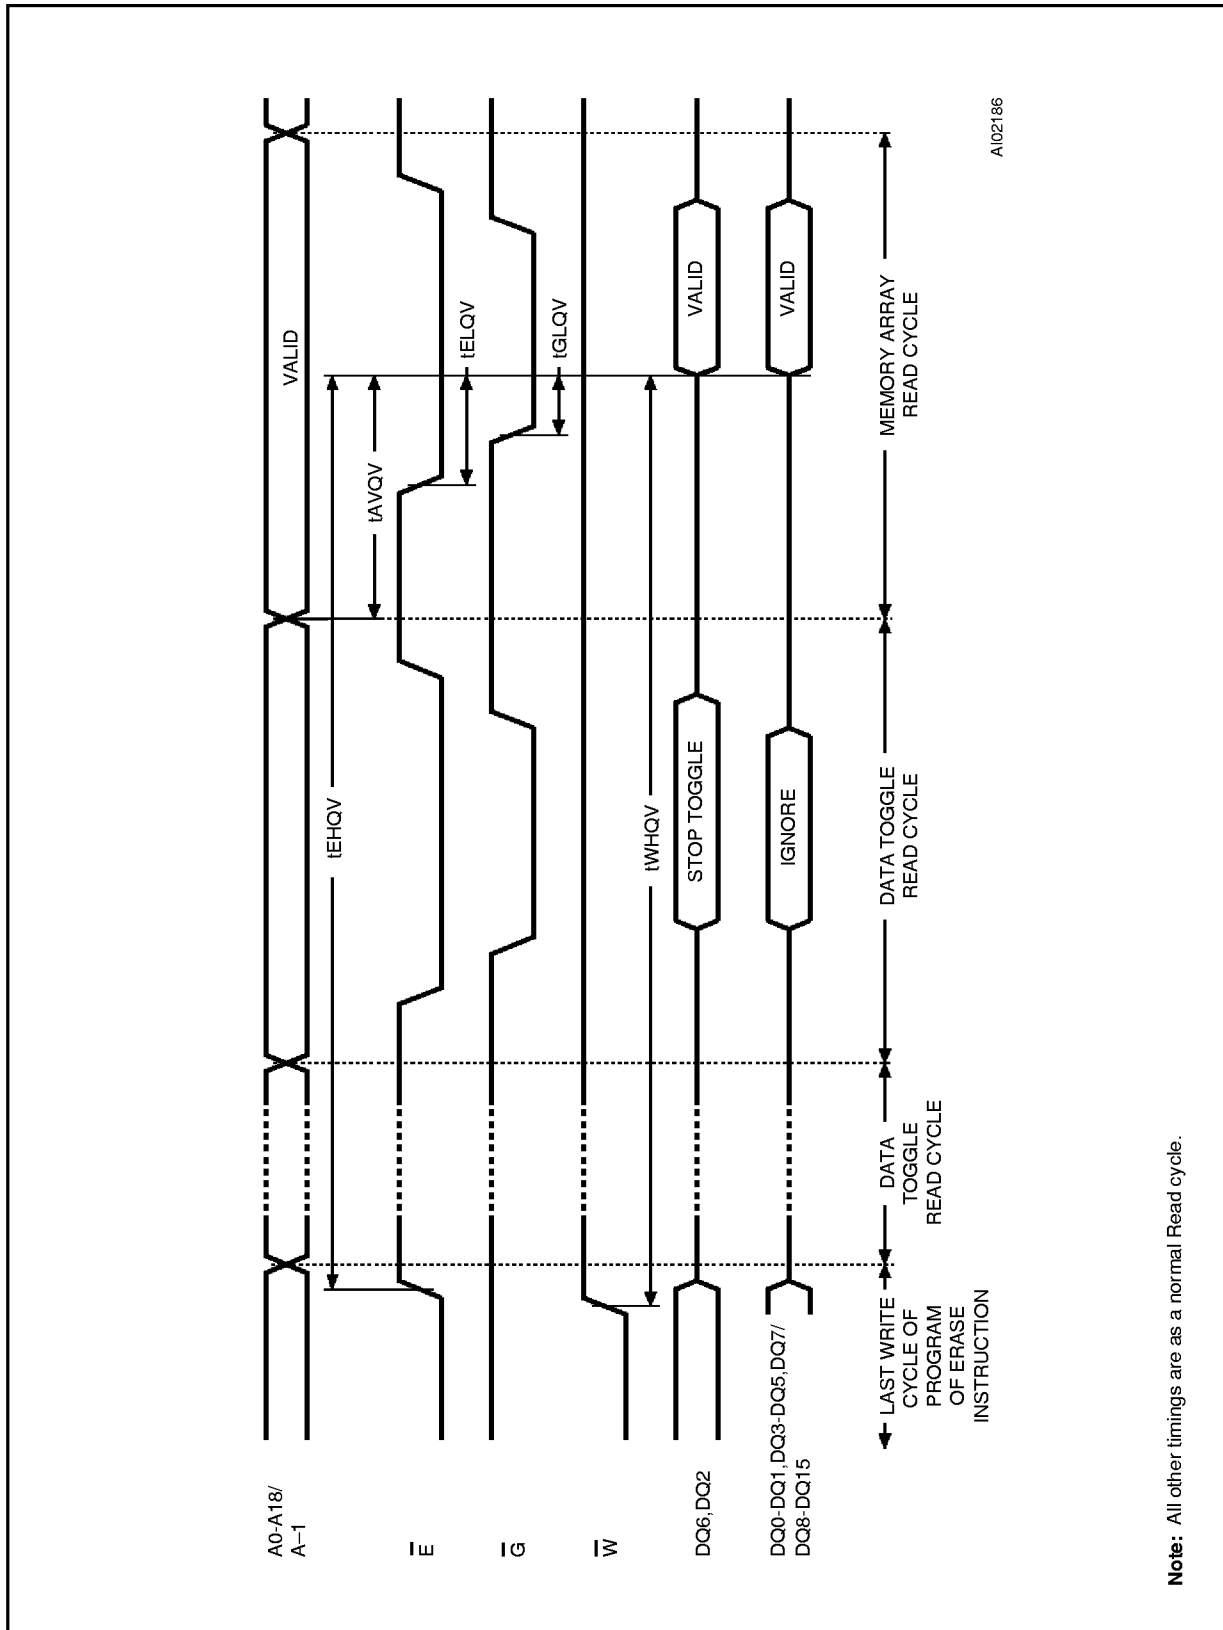 A0-A18/
A–1
VALID
tEHQV
tAVQV
E
tELQV
G
tGLQV
W
tWHQV
DQ6,DQ2
STOP TOGGLE
VALID
DQ0-DQ1,DQ3-DQ5,DQ7/
DQ8-DQ15
IGNORE
VALID
LAST WRITE
CYCLE OF
PROGRAM
OF ERASE
INSTRUCTION
DATA
TOGGLE
READ CYCLE
DATA TOGGLE
READ CYCLE
MEMORY ARRAY
READ CYCLE
AI02186
Note: All other timings are as a normal Read cycle.